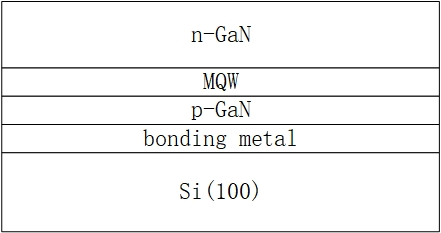 n-GaN
MQW
p-GaN
bonding metal
Si(100)